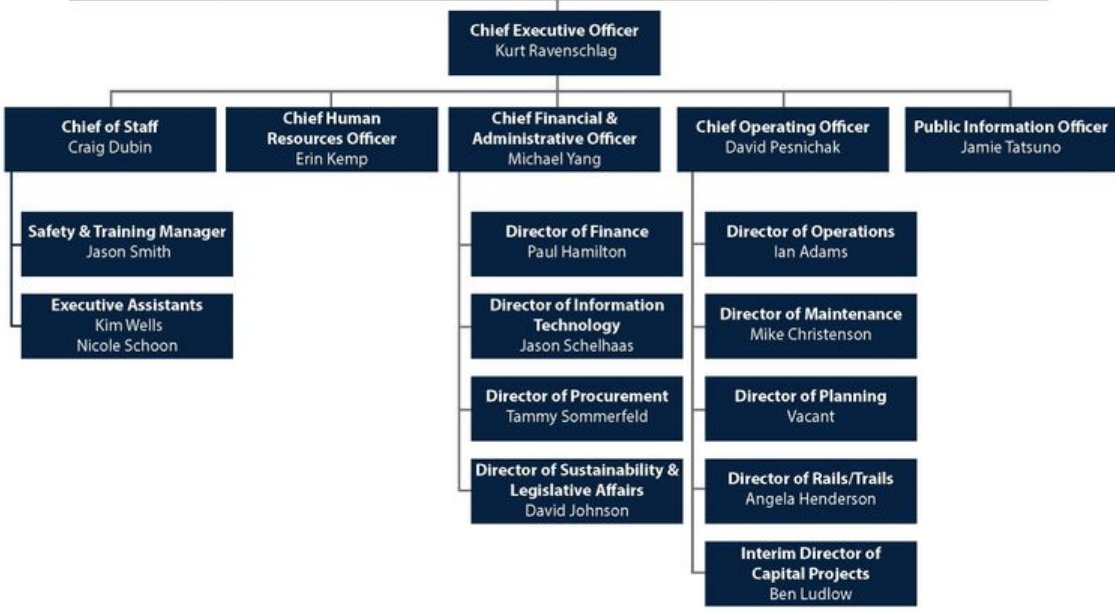 Chief Executive Officer
Kurt Ravenschlag
Chief of Staff
Craig Dubin
Chief Human
Resources Officer
Erin Kemp
Chief Financial &
Administrative Officer
Michael Yang
Chief Operating Officer
David Pesnichak
Public Information Officer
Jamie Tatsuno
Safety & Training Manager
Jason Smith
Executive Assistants
Kim Wells
Nicole Schoon
Director of Finance
Paul Hamilton
Director of Information
Technology
Jason Schelhaas
Director of Procurement
Tammy Sommerfeld
Director of Sustainability &
Legislative Affairs
David Johnson
Director of Operations
Ian Adams
Director of Maintenance
Mike Christenson
Director of Planning
Vacant
Director of Rails/Trails
Angela Henderson
Interim Director of
Capital Projects
Ben Ludlow